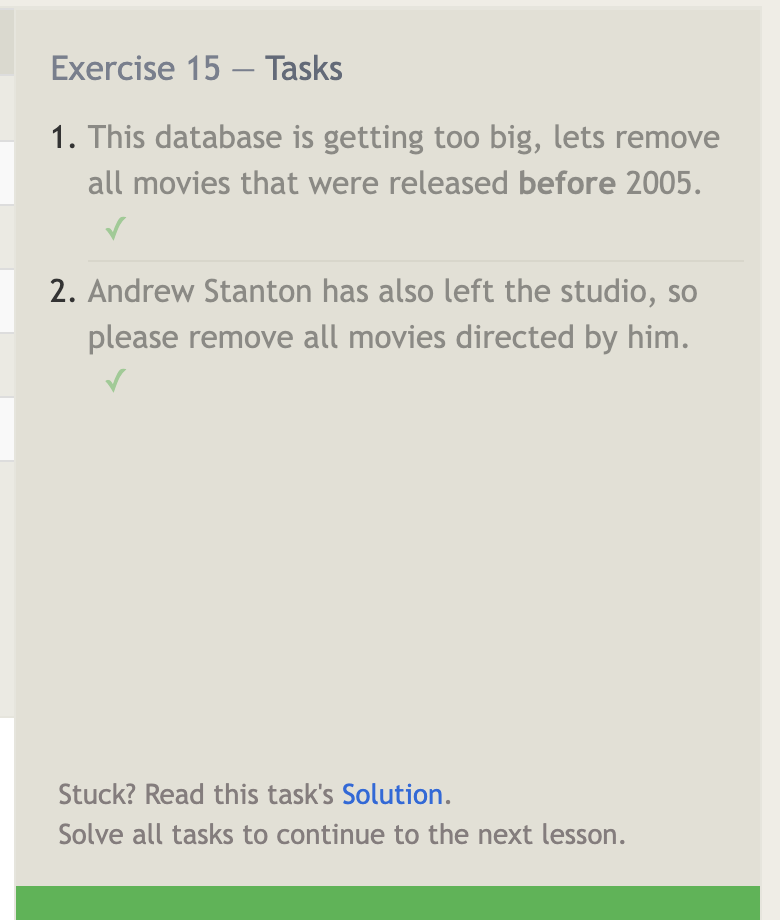 Exercise 15 — Tasks
1. This database is getting too big, lets remove
all movies that were released before 2005.
✓
2. Andrew Stanton has also left the studio, so
please remove all movies directed by him.
✓
Stuck? Read this task's Solution.
Solve all tasks to continue to the next lesson.